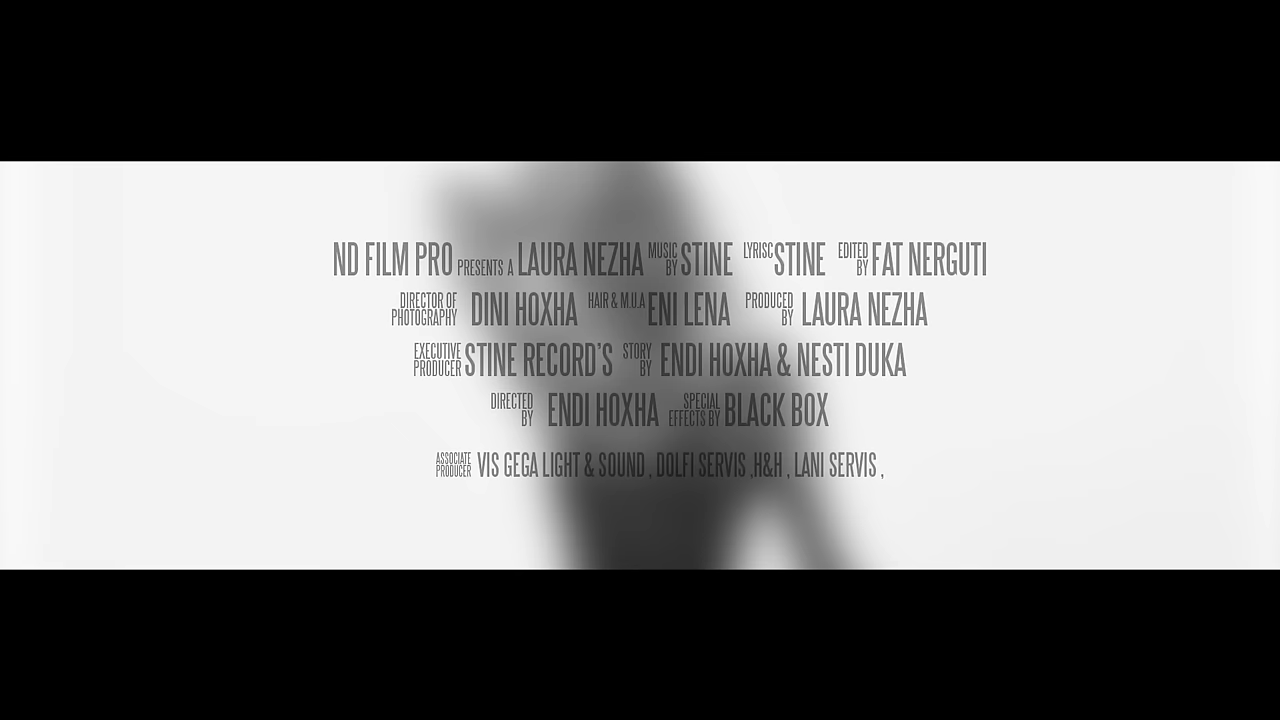 ND FILM PRO PRESENTS A LAURA NEZHA MUSIC BY STINE LYRISC STINE EDITED BY FAT NERGUTI
DIRECTOR OF PHOTOGRAPHY DINI HOXHA HAIR & M.U.A ENI LENA PRODUCED BY LAURA NEZHA
EXECUTIVE PRODUCER STINE RECORD'S STORY BY ENDI HOXHA & NESTI DUKA
DIRECTED BY ENDI HOXHA SPECIAL EFFECTS BY BLACK BOX
ASSOCIATE PRODUCER VIS GEGA LIGHT & SOUND , DOLFI SERVIS ,H&H , LANI SERVIS ,